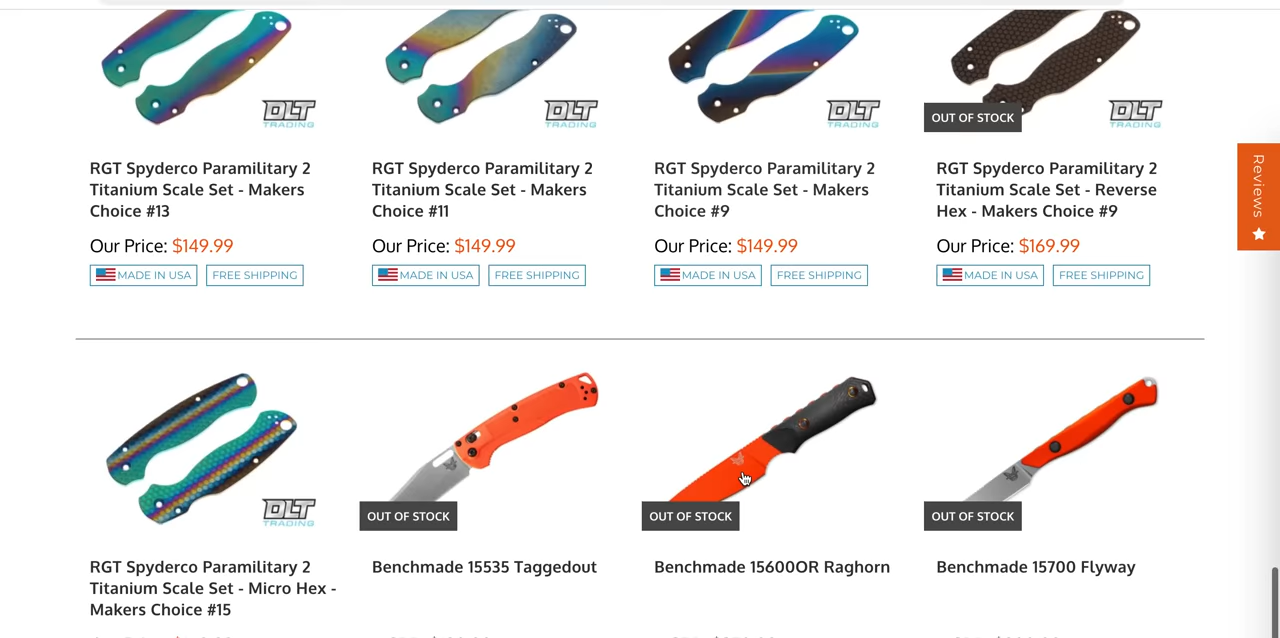 DLT
TRADING
DLT
TRADING
DLT
TRADING
OUT OF STOCK
DLT
TRADING
RGT Spyderco Paramilitary 2
Titanium Scale Set - Makers
Choice #13
Our Price: $149.99
MADE IN USA
FREE SHIPPING
RGT Spyderco Paramilitary 2
Titanium Scale Set - Makers
Choice #11
Our Price: $149.99
MADE IN USA
FREE SHIPPING
RGT Spyderco Paramilitary 2
Titanium Scale Set - Makers
Choice #9
Our Price: $149.99
MADE IN USA
FREE SHIPPING
RGT Spyderco Paramilitary 2
Titanium Scale Set - Reverse
Hex - Makers Choice #9
Our Price: $169.99
MADE IN USA
FREE SHIPPING
Reviews
DLT
TRADING
RGT Spyderco Paramilitary 2
Titanium Scale Set - Micro Hex -
Makers Choice #15
OUT OF STOCK
Benchmade 15535 Taggedout
OUT OF STOCK
Benchmade 15600OR Raghorn
OUT OF STOCK
Benchmade 15700 Flyway